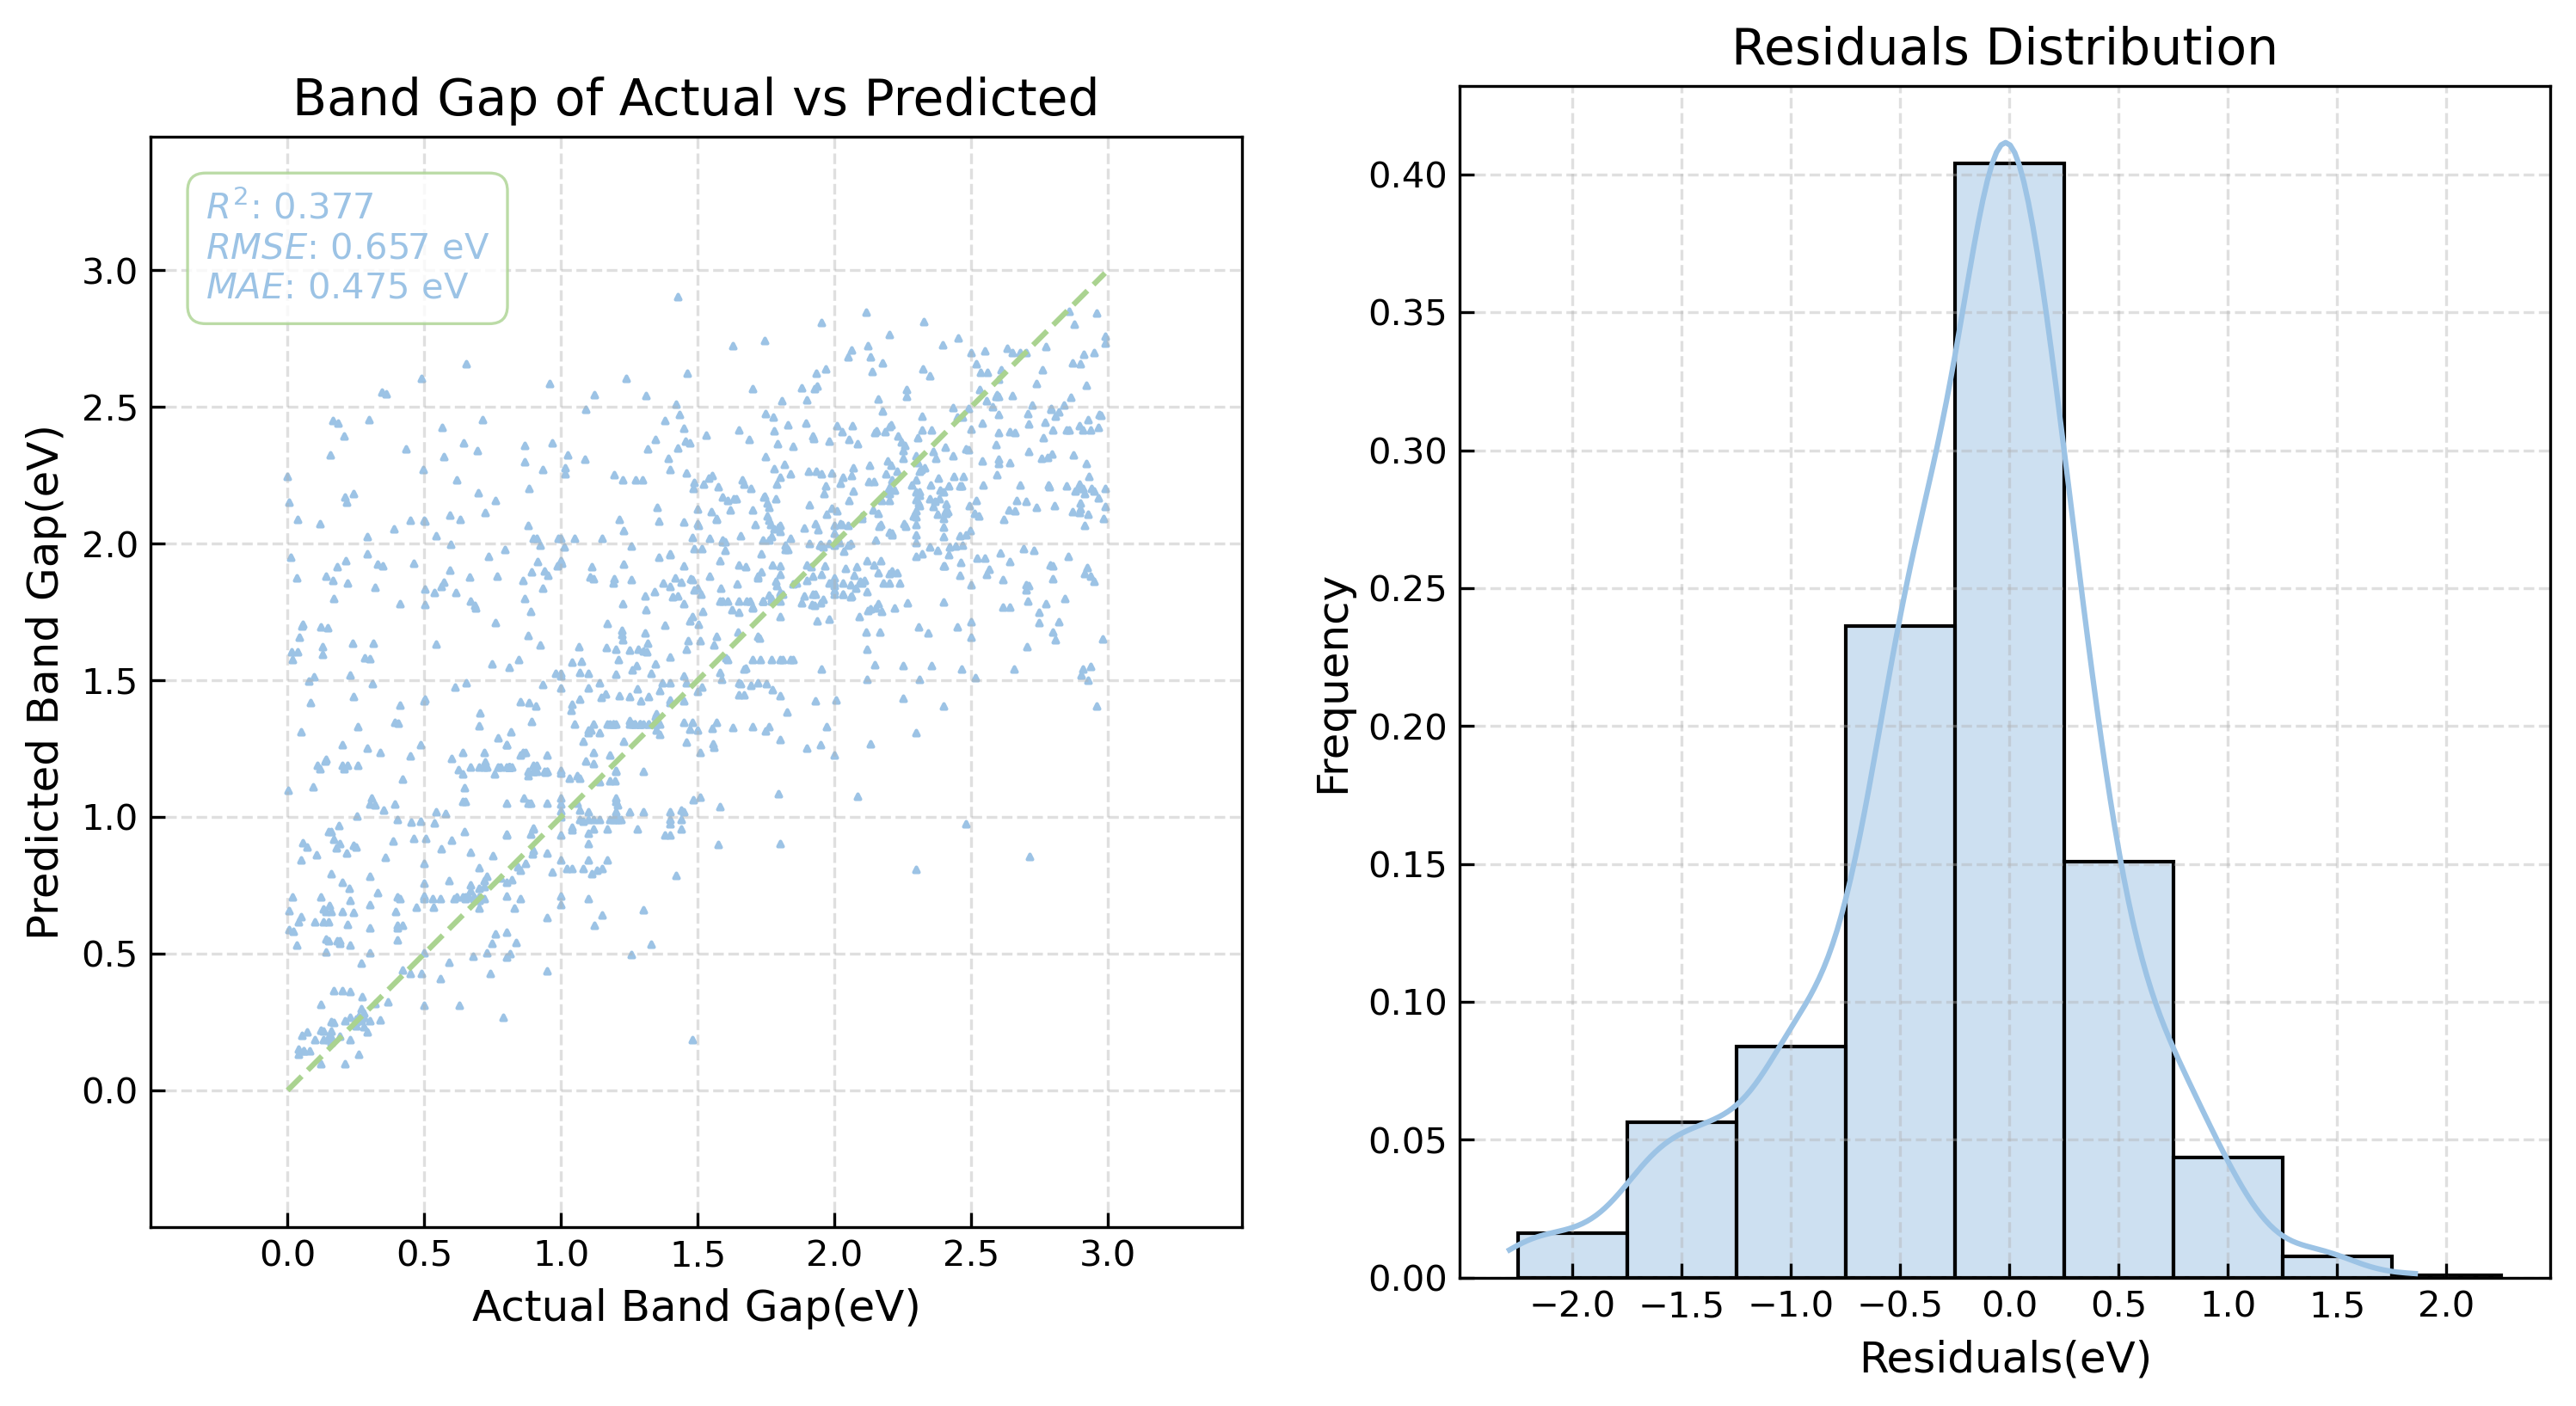 Band Gap of Actual vs Predicted
R²: 0.377
RMSE: 0.657 eV
MAE: 0.475 eV
Predicted Band Gap(eV)
3.0
2.5
2.0
1.5
1.0
0.5
0.0
0.0 0.5 1.0 1.5 2.0 2.5 3.0
Actual Band Gap(eV)
Residuals Distribution
Frequency
0.40
0.35
0.30
0.25
0.20
0.15
0.10
0.05
0.00
−2.0 −1.5 −1.0 −0.5 0.0 0.5 1.0 1.5 2.0
Residuals(eV)